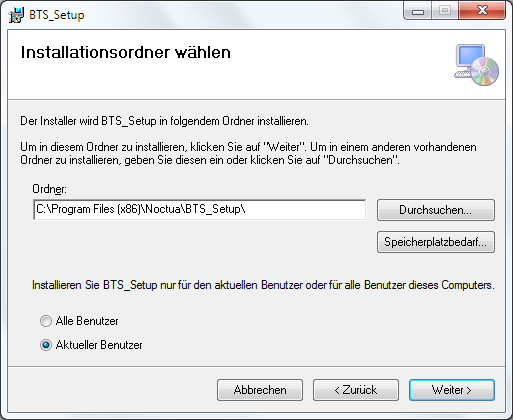 BTS_Setup
Installationsordner wählen
Der Installer wird BTS_Setup in folgendem Ordner installieren.
Um in diesem Ordner zu installieren, klicken Sie auf "Weiter". Um in einem anderen vorhandenen
Ordner zu installieren, geben Sie diesen ein oder klicken Sie auf "Durchsuchen".
Ordner:
C:\Program Files (x86)\Noctua\BTS_Setup\
Durchsuchen...
Speicherplatzbedarf...
Installieren Sie BTS_Setup nur für den aktuellen Benutzer oder für alle Benutzer dieses Computers.
Alle Benutzer
Aktueller Benutzer
Abbrechen
< Zurück
Weiter >